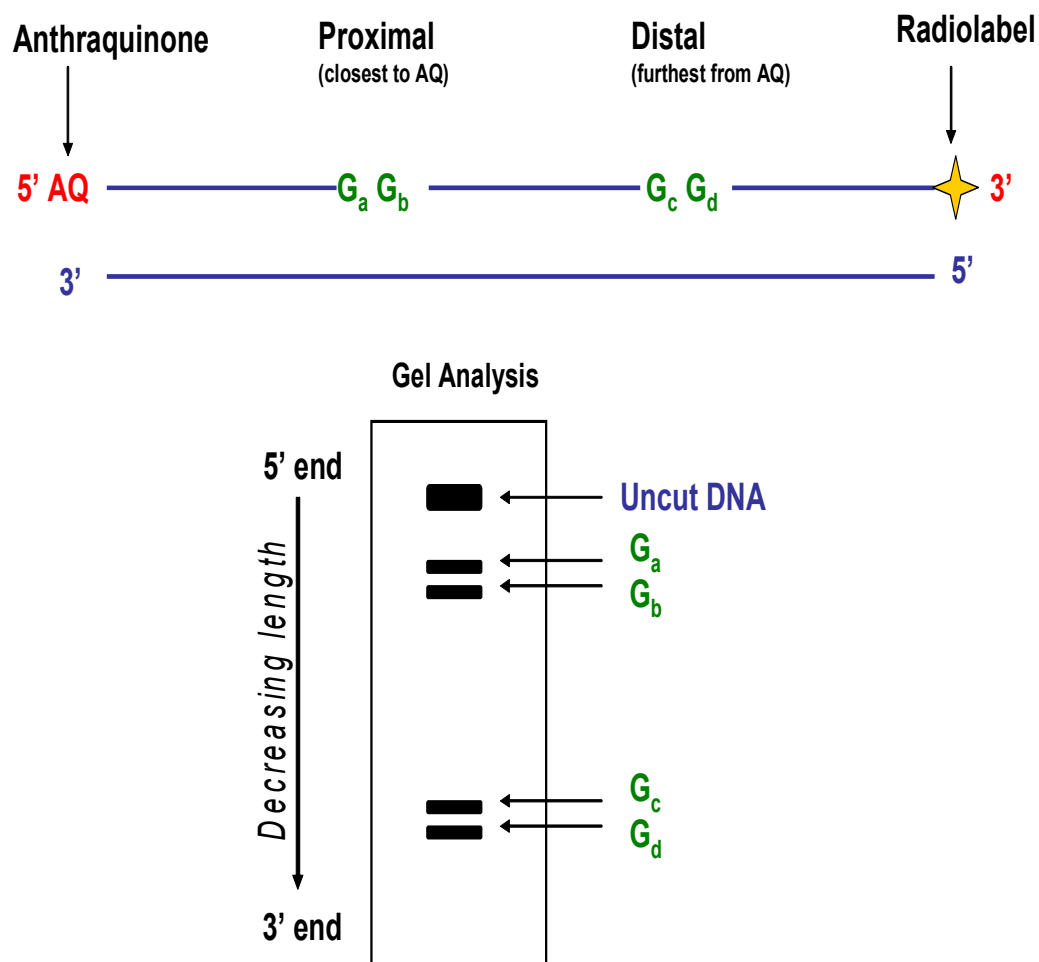 Anthraquinone
Proximal
(closest to AQ)
Distal
(furthest from AQ)
Radiolabel
5' AQ
Ga Gb
Gc Gd
3'
3'
5'
Gel Analysis
5' end
Decreasing length
3' end
Uncut DNA
Ga
Gb
Gc
Gd